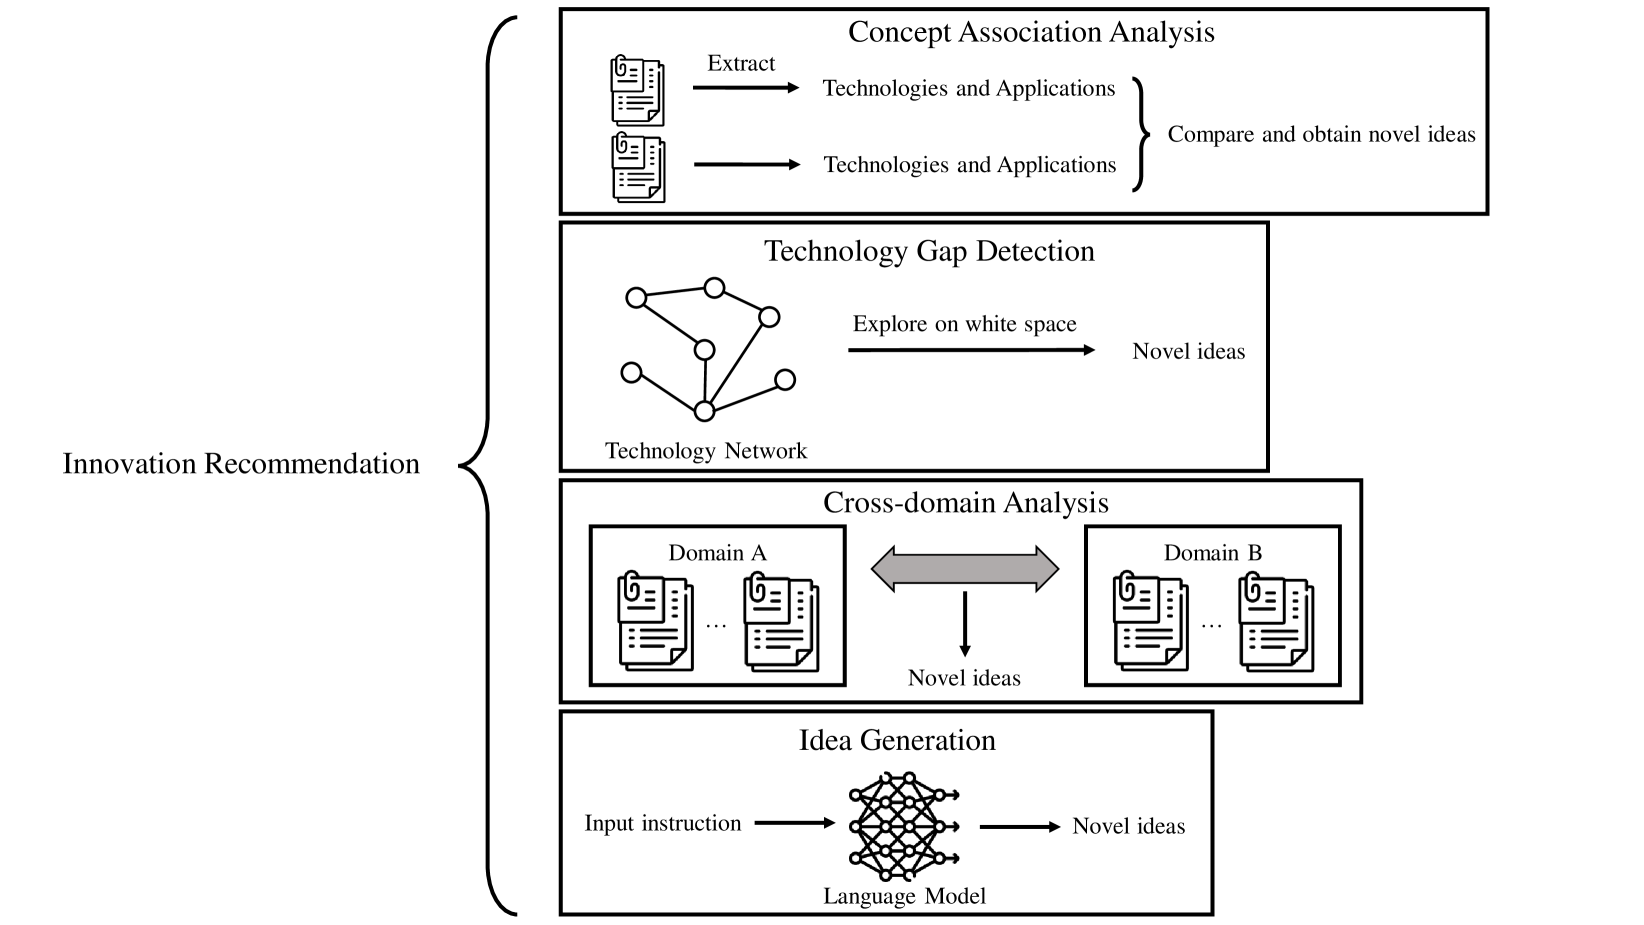 Innovation Recommendation
Concept Association Analysis
Extract
Technologies and Applications
Technologies and Applications
Compare and obtain novel ideas
Technology Gap Detection
Explore on white space
Novel ideas
Technology Network
Cross-domain Analysis
Domain A
...
Domain B
...
Novel ideas
Idea Generation
Input instruction
Novel ideas
Language Model